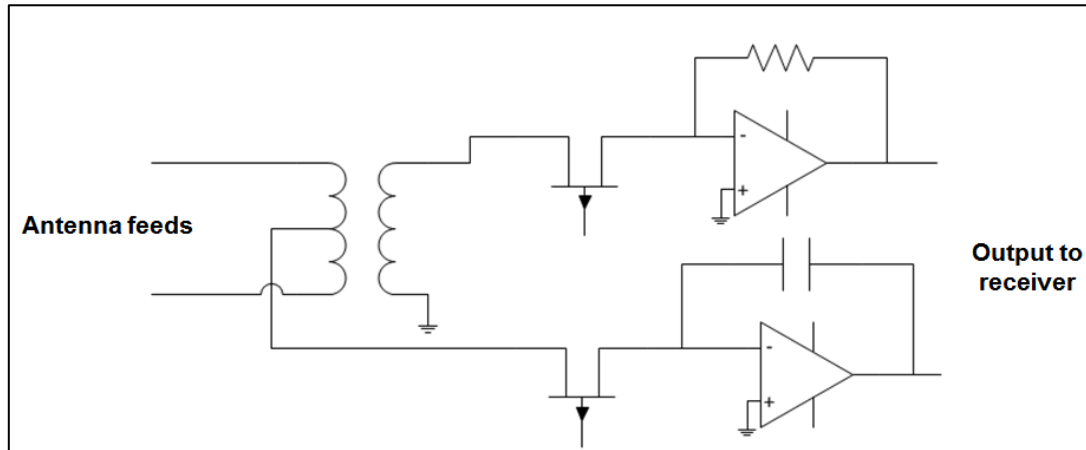 Antenna feeds
-
+
-
+
Output to
receiver